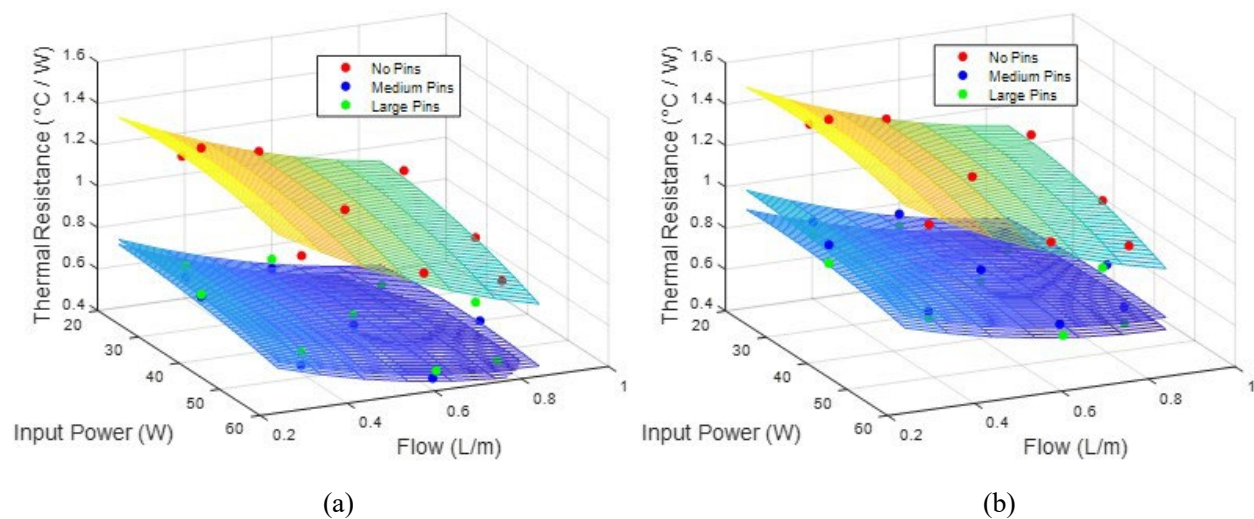 1.6
1.4
1.2
1
0.8
0.6
0.4
Thermal Resistance ( °C / W)
20
30
40
50
60
Input Power (W)
0.2
0.4
0.6
0.8
1
Flow (L/m)
No Pins
Medium Pins
Large Pins
(a)
1.6
1.4
1.2
1
0.8
0.6
0.4
Thermal Resistance ( °C / W)
20
30
40
50
60
Input Power (W)
0.2
0.4
0.6
0.8
1
Flow (L/m)
No Pins
Medium Pins
Large Pins
(b)